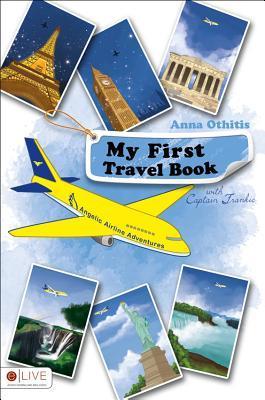 Anna Othitis
My First
Travel Book
with
Captain Frankie
Angelic Airline Adventures
e LIVE